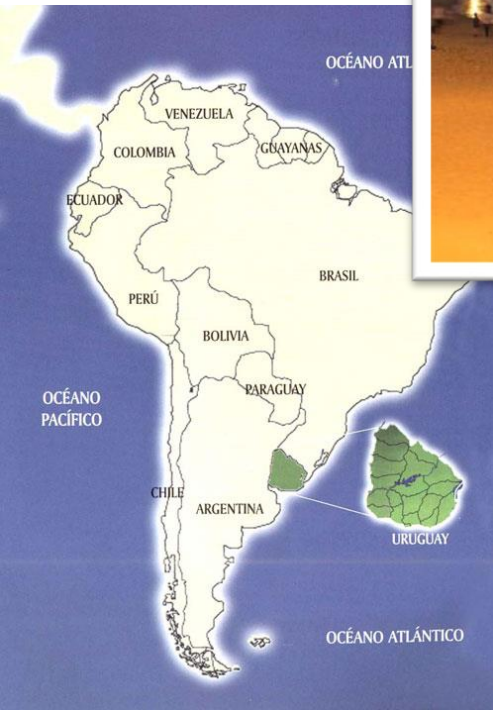 OCÉANO ATL
VENEZUELA
COLOMBIA
GUAYANAS
ECUADOR
BRASIL
PERÚ
BOLIVIA
PARAGUAY
OCÉANO
PACÍFICO
CHILE
ARGENTINA
URUGUAY
OCÉANO ATLÁNTICO